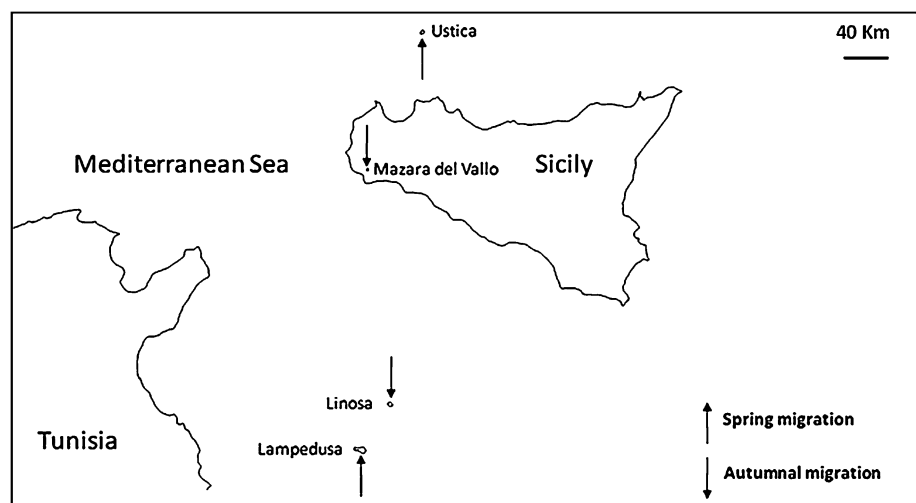 Ustica
40 Km
Mediterranean Sea
Mazara del Vallo
Sicily
Linosa
Lampedusa
Tunisia
Spring migration
Autumnal migration